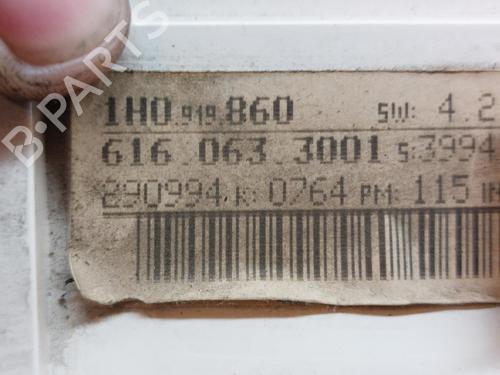 B-PARTS
1H0 919 860 SW: 4.2
616 063 3001 S:3994
290994 K: 0764 PM: 115